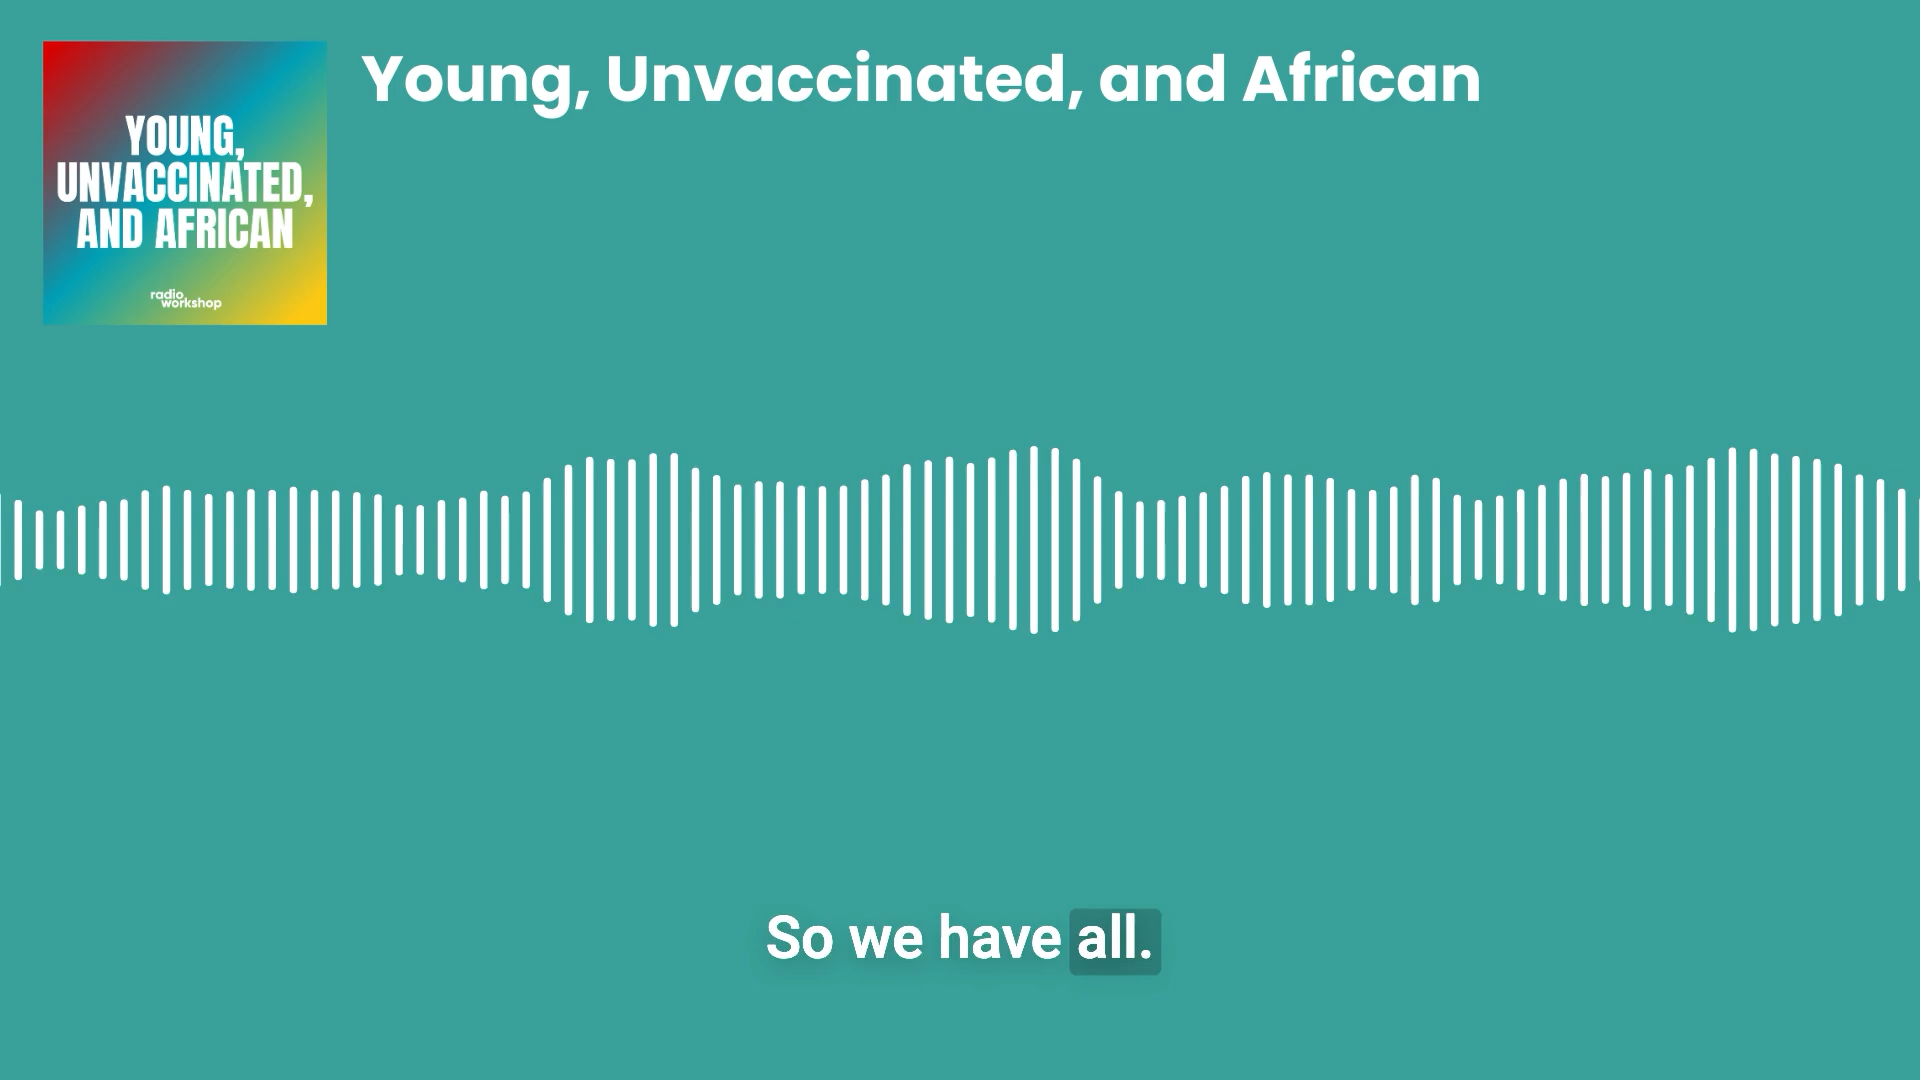 YOUNG,
UNVACCINATED,
AND AFRICAN
radio
workshop
Young, Unvaccinated, and African
So we have all.